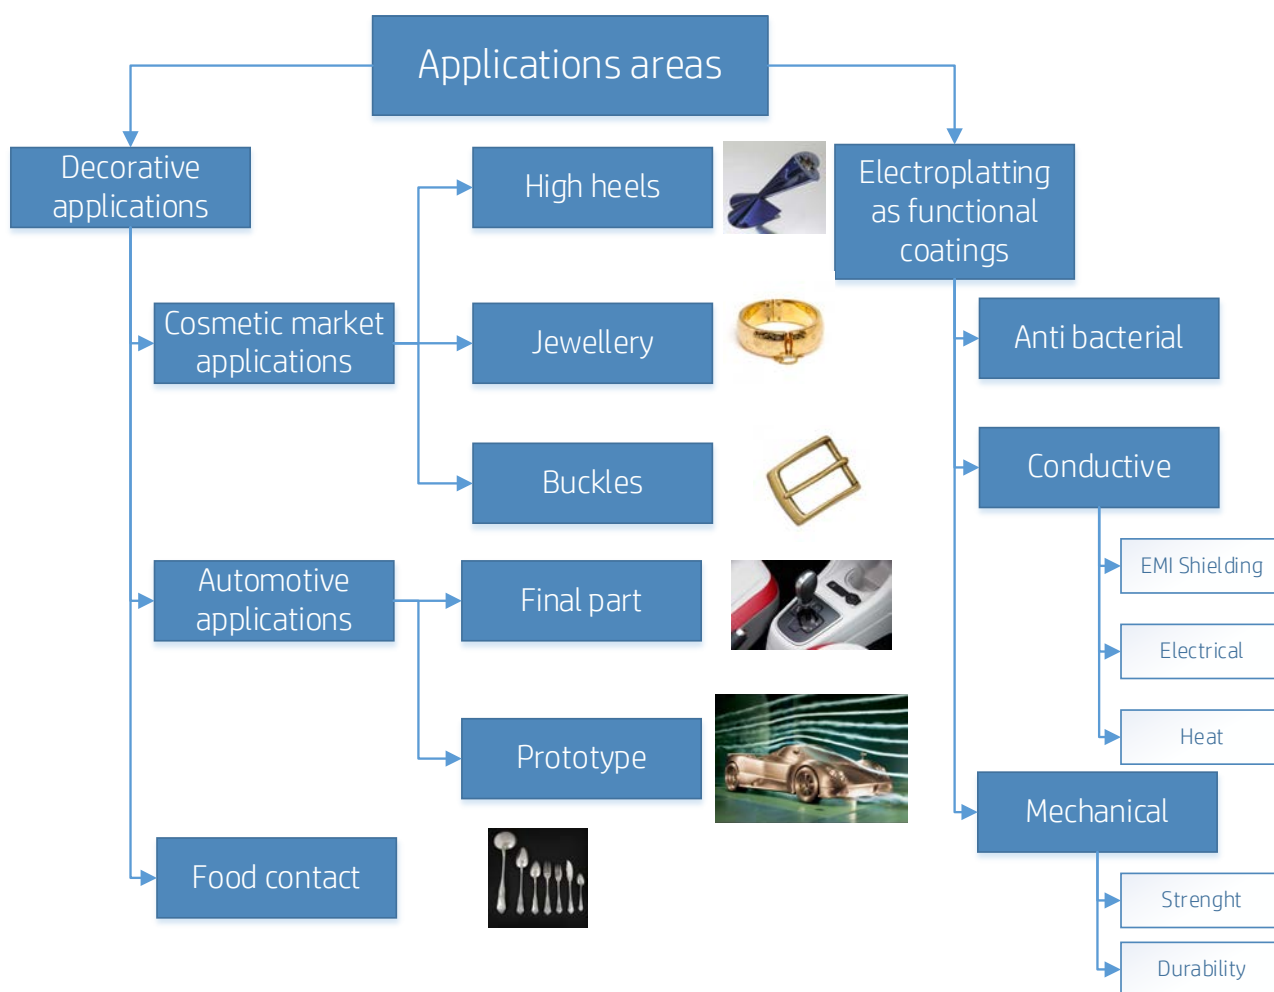 Applications areas
Decorative
applications
Cosmetic market
applications
High heels
Jewellery
Buckles
Automotive
applications
Final part
Prototype
Food contact
Electroplatting
as functional
coatings
Anti bacterial
Conductive
EMI Shielding
Electrical
Heat
Mechanical
Strenght
Durability